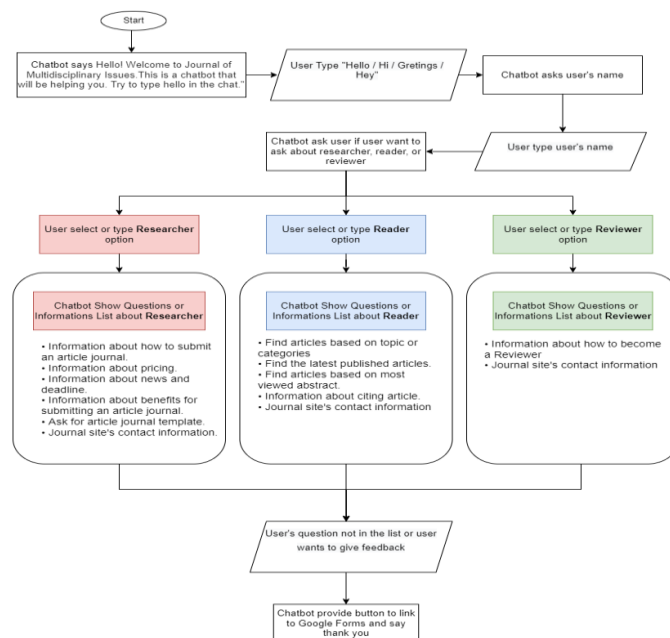 Start
Chatbot says Hello! Welcome to Journal of
Multidisciplinary Issues.This is a chatbot that
will be helping you. Try to type hello in the chat."
User Type "Hello / Hi / Gretings /
Hey"
Chatbot asks user's name
User type user's name
Chatbot ask user if user want to
ask about researcher, reader, or
reviewer
User select or type Researcher
option
User select or type Reader
option
User select or type Reviewer
option
Chatbot Show Questions or
Informations List about Researcher
• Information about how to submit
an article journal.
• Information about pricing.
• Information about news and
deadline.
• Information about benefits for
submitting an article journal.
• Ask for article journal template.
• Journal site's contact information.
Chatbot Show Questions or
Informations List about Reader
• Find articles based on topic or
categories
• Find the latest published articles.
• Find articles based on most
viewed abstract.
• Information about citing article.
• Journal site's contact information
Chatbot Show Questions or
Informations List about Reviewer
• Information about how to become
a Reviewer
• Journal site's contact information
User's question not in the list or user
wants to give feedback
Chatbot provide button to link
to Google Forms and say
thank you